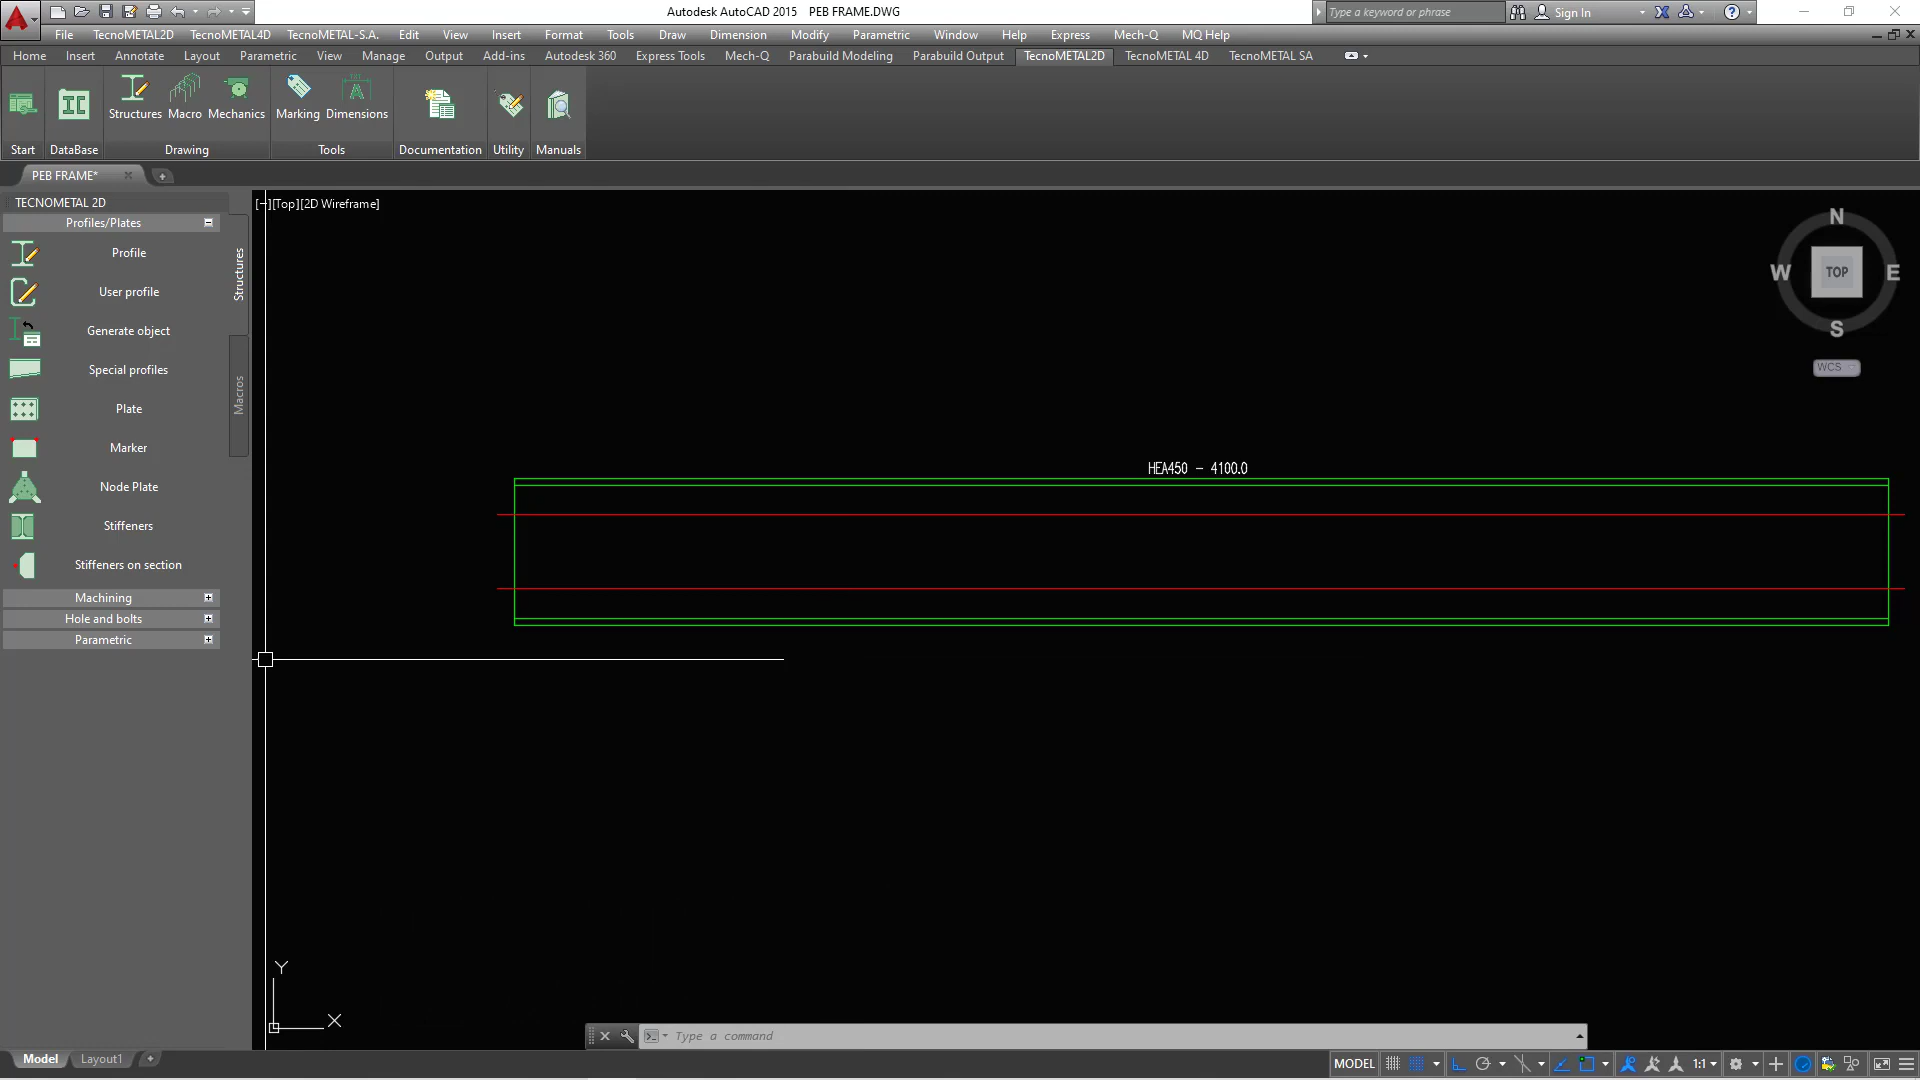 Autodesk AutoCAD 2015 PEB FRAME.DWG
Type a keyword or phrase
Sign In
File TecnoMETAL2D TecnoMETAL4D TecnoMETAL-S.A. Edit View Insert Format Tools Draw Dimension Modify Parametric Window Help Express Mech-Q MQ Help
Home Insert Annotate Layout Parametric View Manage Output Add-ins Autodesk 360 Express Tools Mech-Q Parabuild Modeling Parabuild Output TecnoMETAL2D TecnoMETAL 4D TecnoMETAL SA
Structures Macro Mechanics Marking Dimensions
Start DataBase Drawing Tools Documentation Utility Manuals
PEB FRAME*
TECNOMETAL 2D
Profiles/Plates
Profile
User profile
Generate object
Special profiles
Plate
Marker
Node Plate
Stiffeners
Stiffeners on section
Machining
Hole and bolts
Parametric
Structures
Macros
[−][Top][2D Wireframe]
N
W TOP E
S
WCS
HEA450 - 4100.0
Y
X
Type a command
Model Layout1
MODEL 1:1